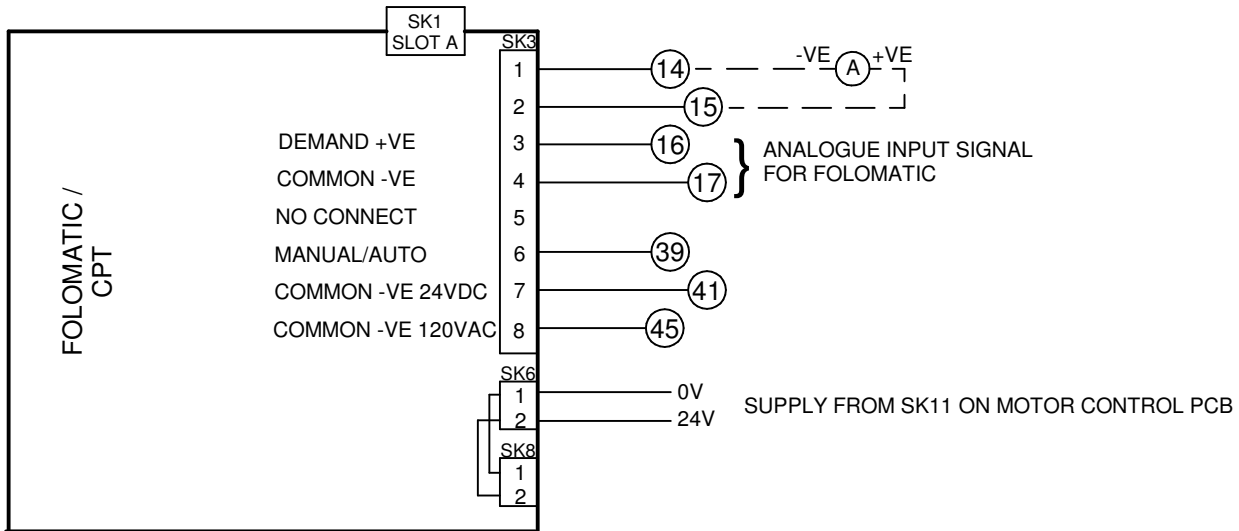 SK1
SLOT A
SK3
1 14 -VE A +VE
2 15
DEMAND +VE 3 16
COMMON -VE 4 17
} ANALOGUE INPUT SIGNAL
FOR FOLOMATIC
NO CONNECT 5
MANUAL/AUTO 6 39
COMMON -VE 24VDC 7 41
COMMON -VE 120VAC 8 45
FOLOMATIC /
CPT
SK6
1 0V
2 24V
SUPPLY FROM SK11 ON MOTOR CONTROL PCB
SK8
1
2